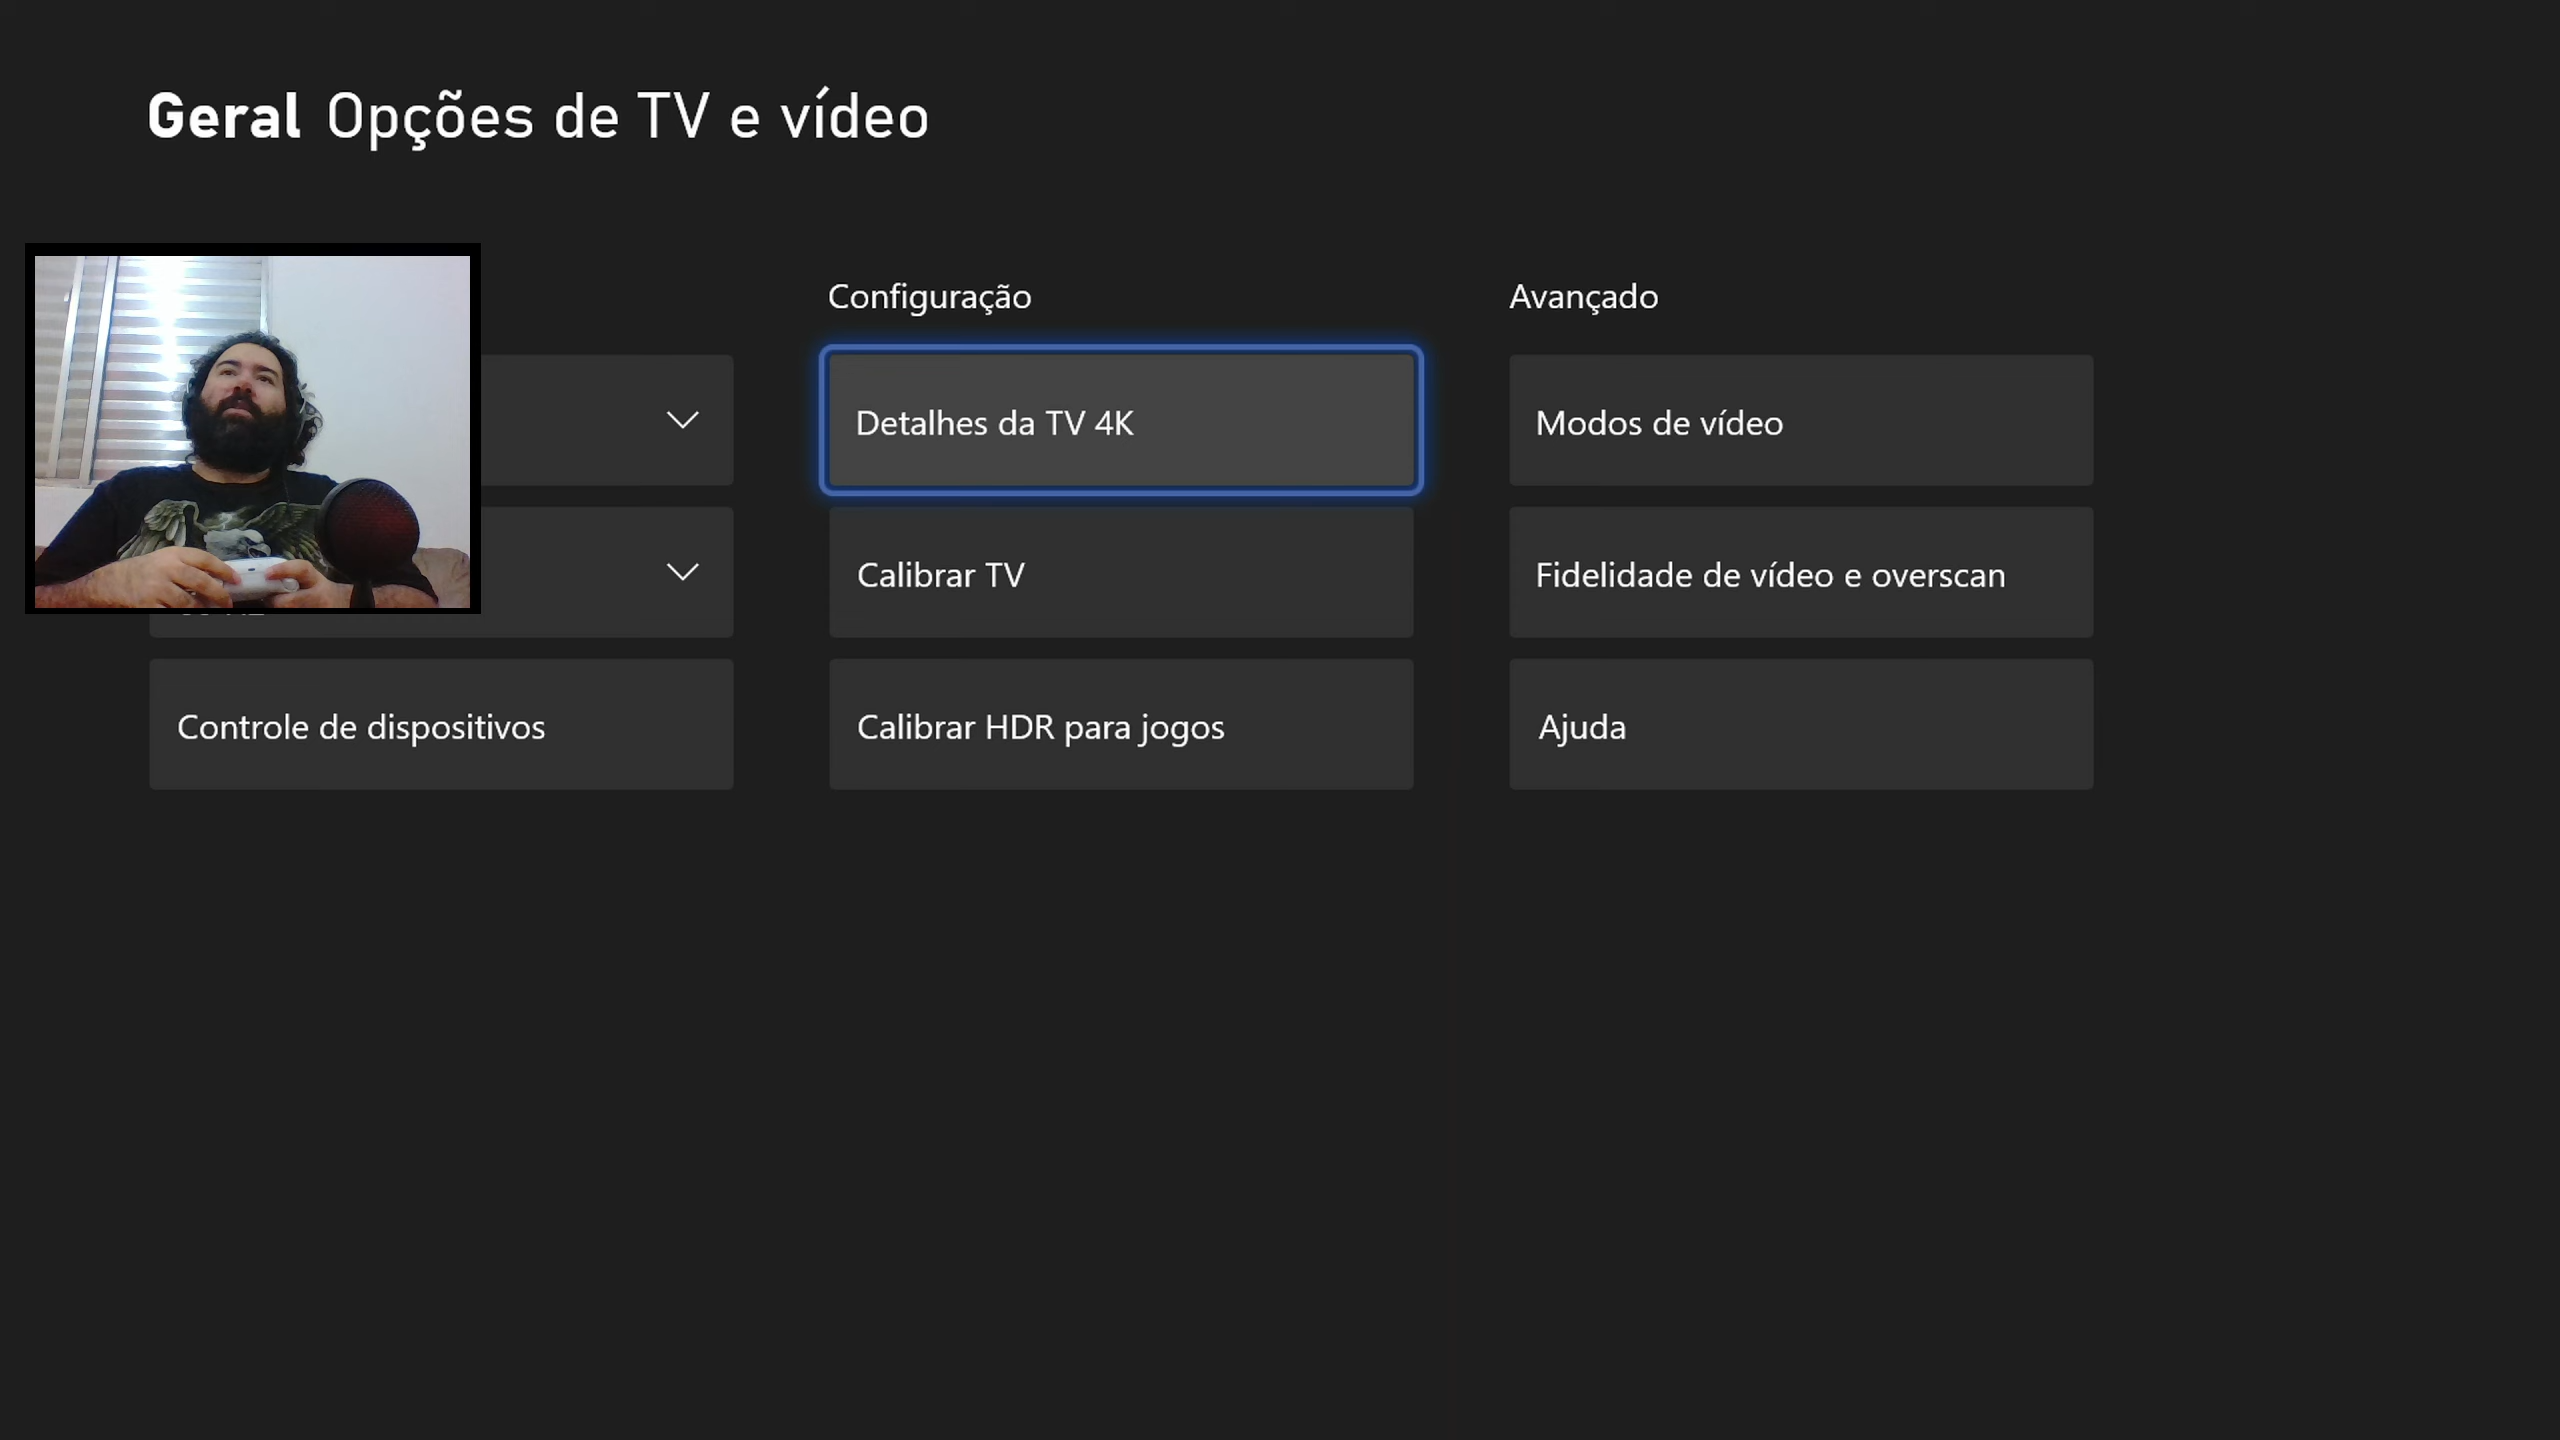 Geral Opções de TV e vídeo
Controle de dispositivos
Configuração
Detalhes da TV 4K
Calibrar TV
Calibrar HDR para jogos
Avançado
Modos de vídeo
Fidelidade de vídeo e overscan
Ajuda